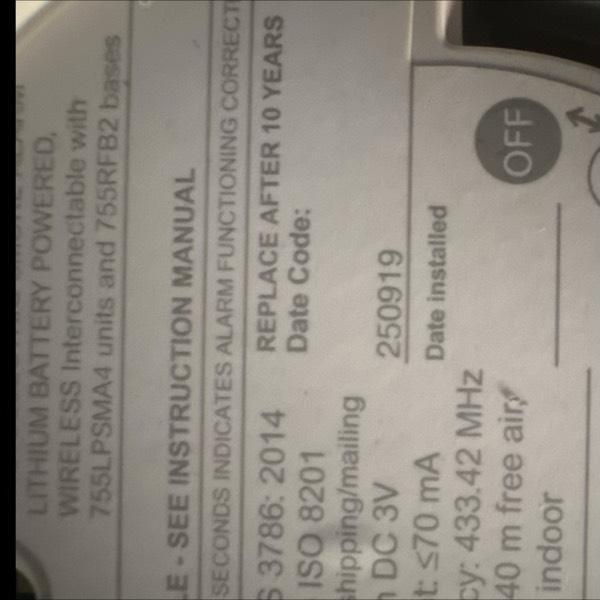 LITHIUM BATTERY POWERED,
WIRELESS Interconnectable with
755LPSMA4 units and 755RFB2 bases
- SEE INSTRUCTION MANUAL
SECONDS INDICATES ALARM FUNCTIONING CORRECT
3786: 2014
ISO 8201
shipping/mailing
DC 3V
≤70 mA
433.42 MHz
40 m free air,
indoor
REPLACE AFTER 10 YEARS
Date Code:
250919
Date installed
OFF